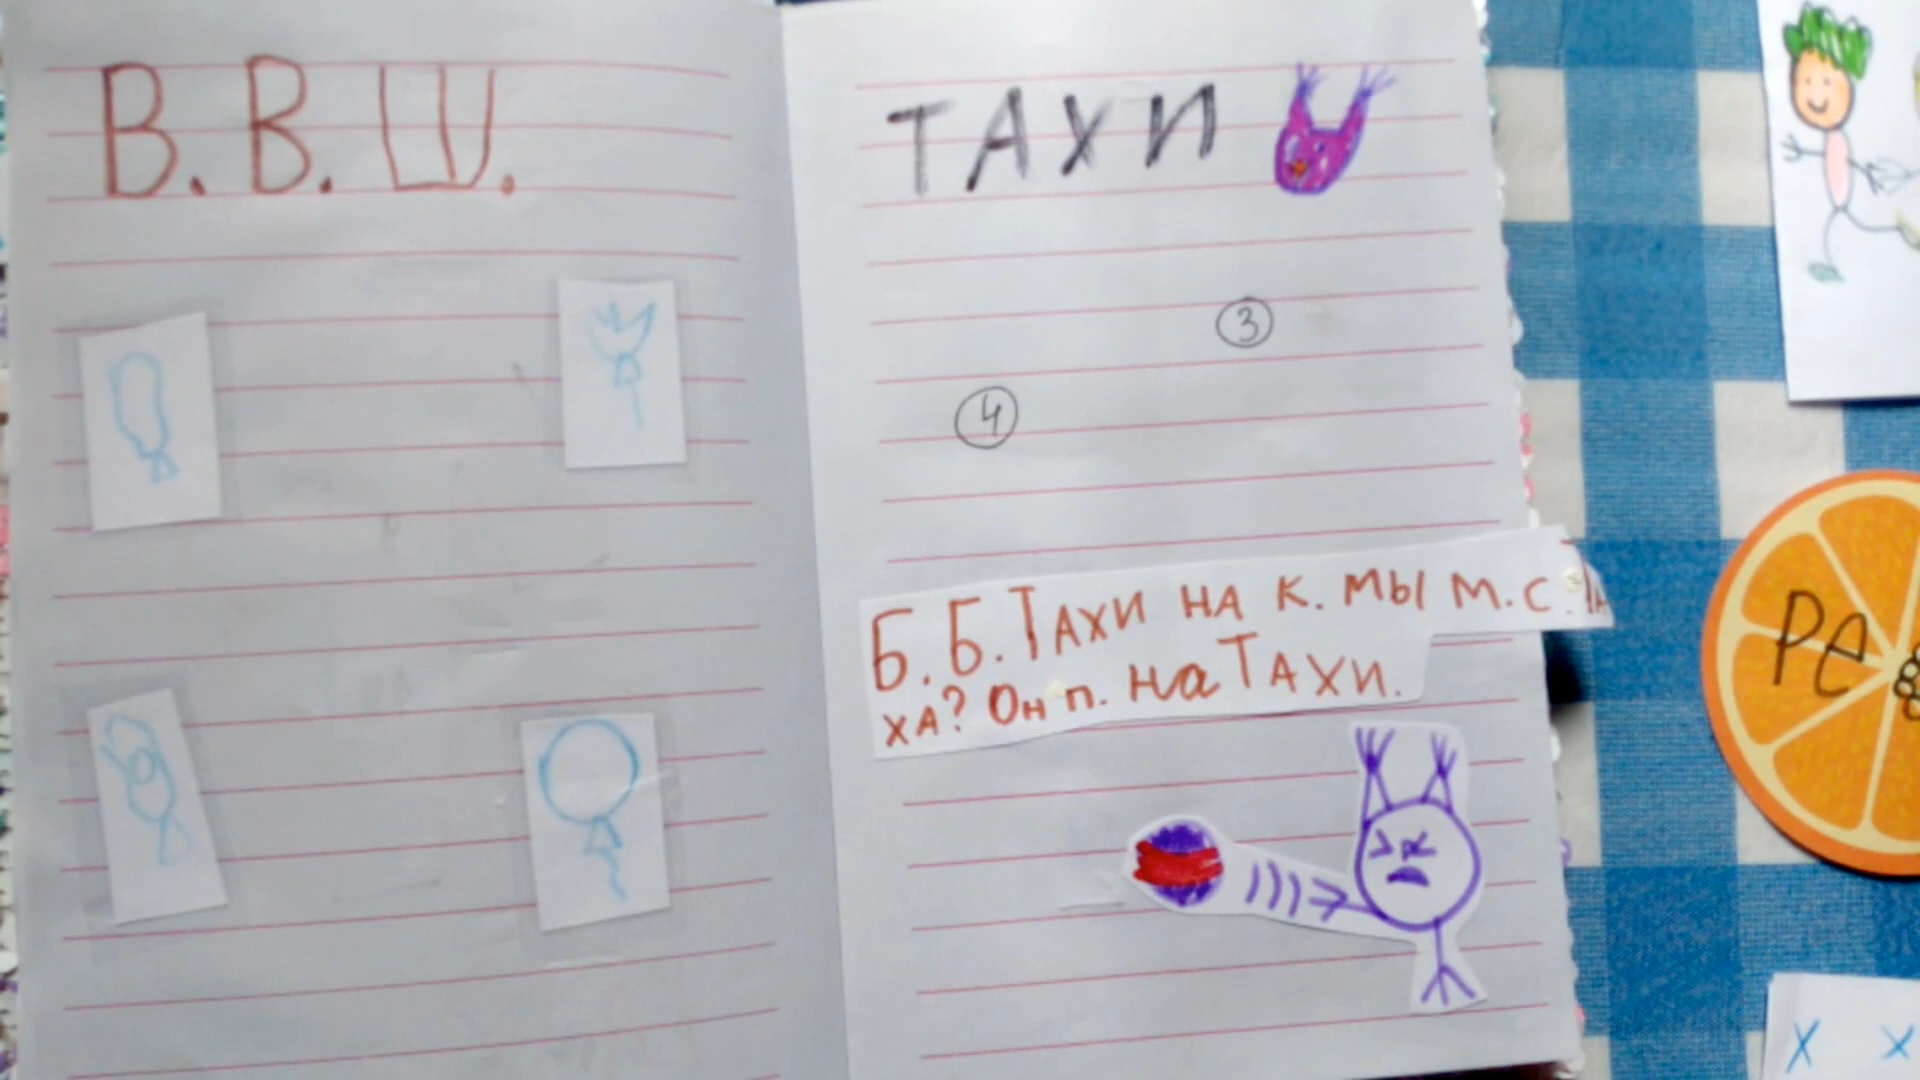 В. В. Ш.
ТАХИ
3
4
Б. Б. ТАХИ НА К. МЫ М. С.
ХА? ОН П. На ТАХИ.
РЕ
X X